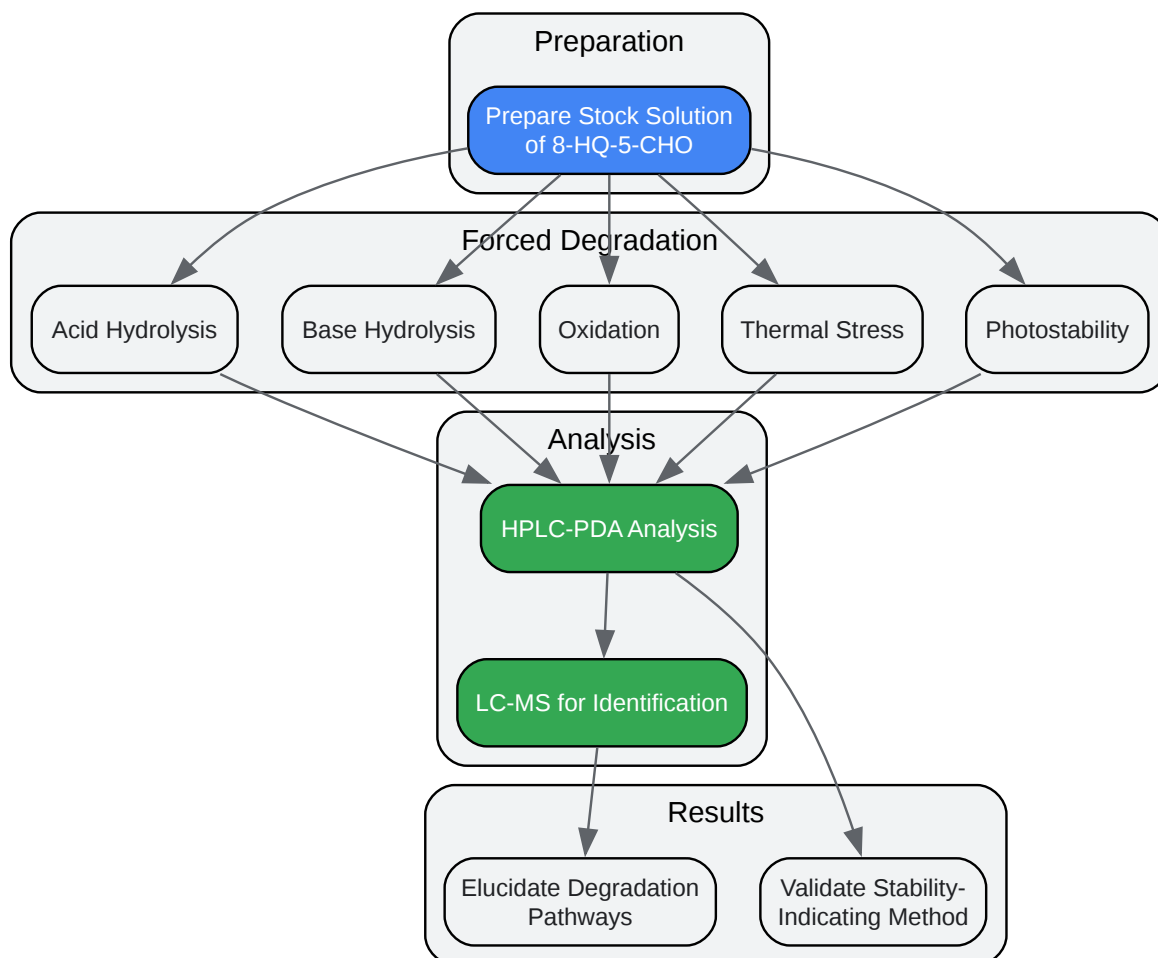 Preparation
Prepare Stock Solution
of 8-HQ-5-CHO
Forced Degradation
Acid Hydrolysis
Base Hydrolysis
Oxidation
Thermal Stress
Photostability
Analysis
HPLC-PDA Analysis
LC-MS for Identification
Results
Elucidate Degradation
Pathways
Validate Stability-
Indicating Method